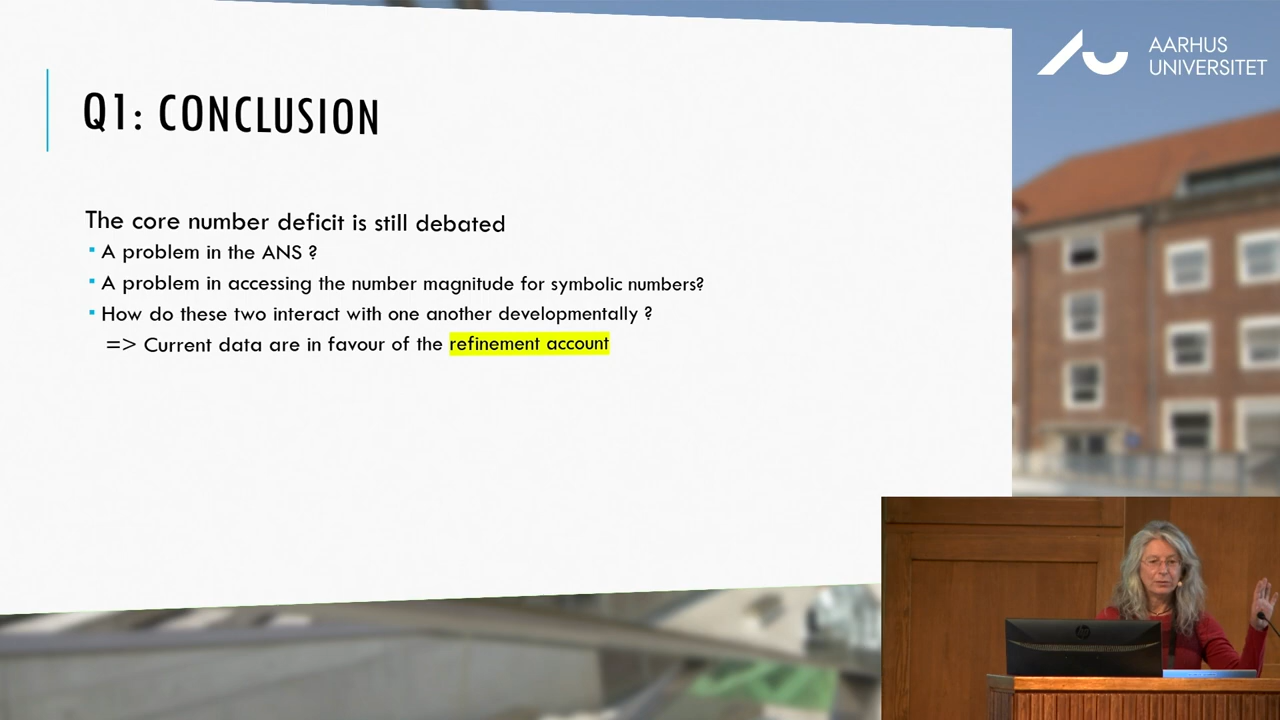 AARHUS
UNIVERSITET
Q1: CONCLUSION
The core number deficit is still debated
▪ A problem in the ANS ?
▪ A problem in accessing the number magnitude for symbolic numbers?
▪ How do these two interact with one another developmentally ?
=> Current data are in favour of the refinement account